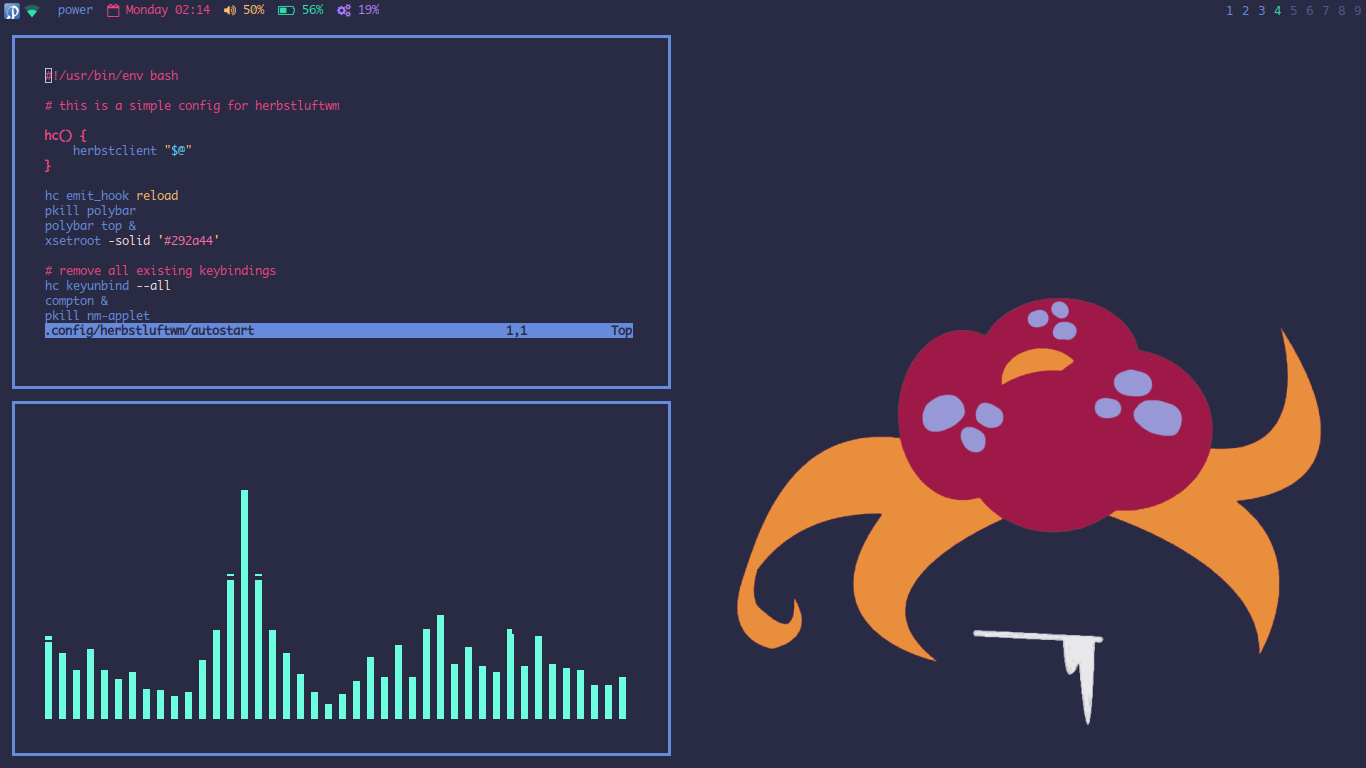 power Monday 02:14 50% 56% 19% 1 2 3 4 5 6 7 8 9
#!/usr/bin/env bash
# this is a simple config for herbstluftwm
hc() {
herbstclient "$@"
}
hc emit_hook reload
pkill polybar
polybar top &
xsetroot -solid '#292a44'
# remove all existing keybindings
hc keyunbind --all
compton &
pkill nm-applet
.config/herbstluftwm/autostart 1,1 Top